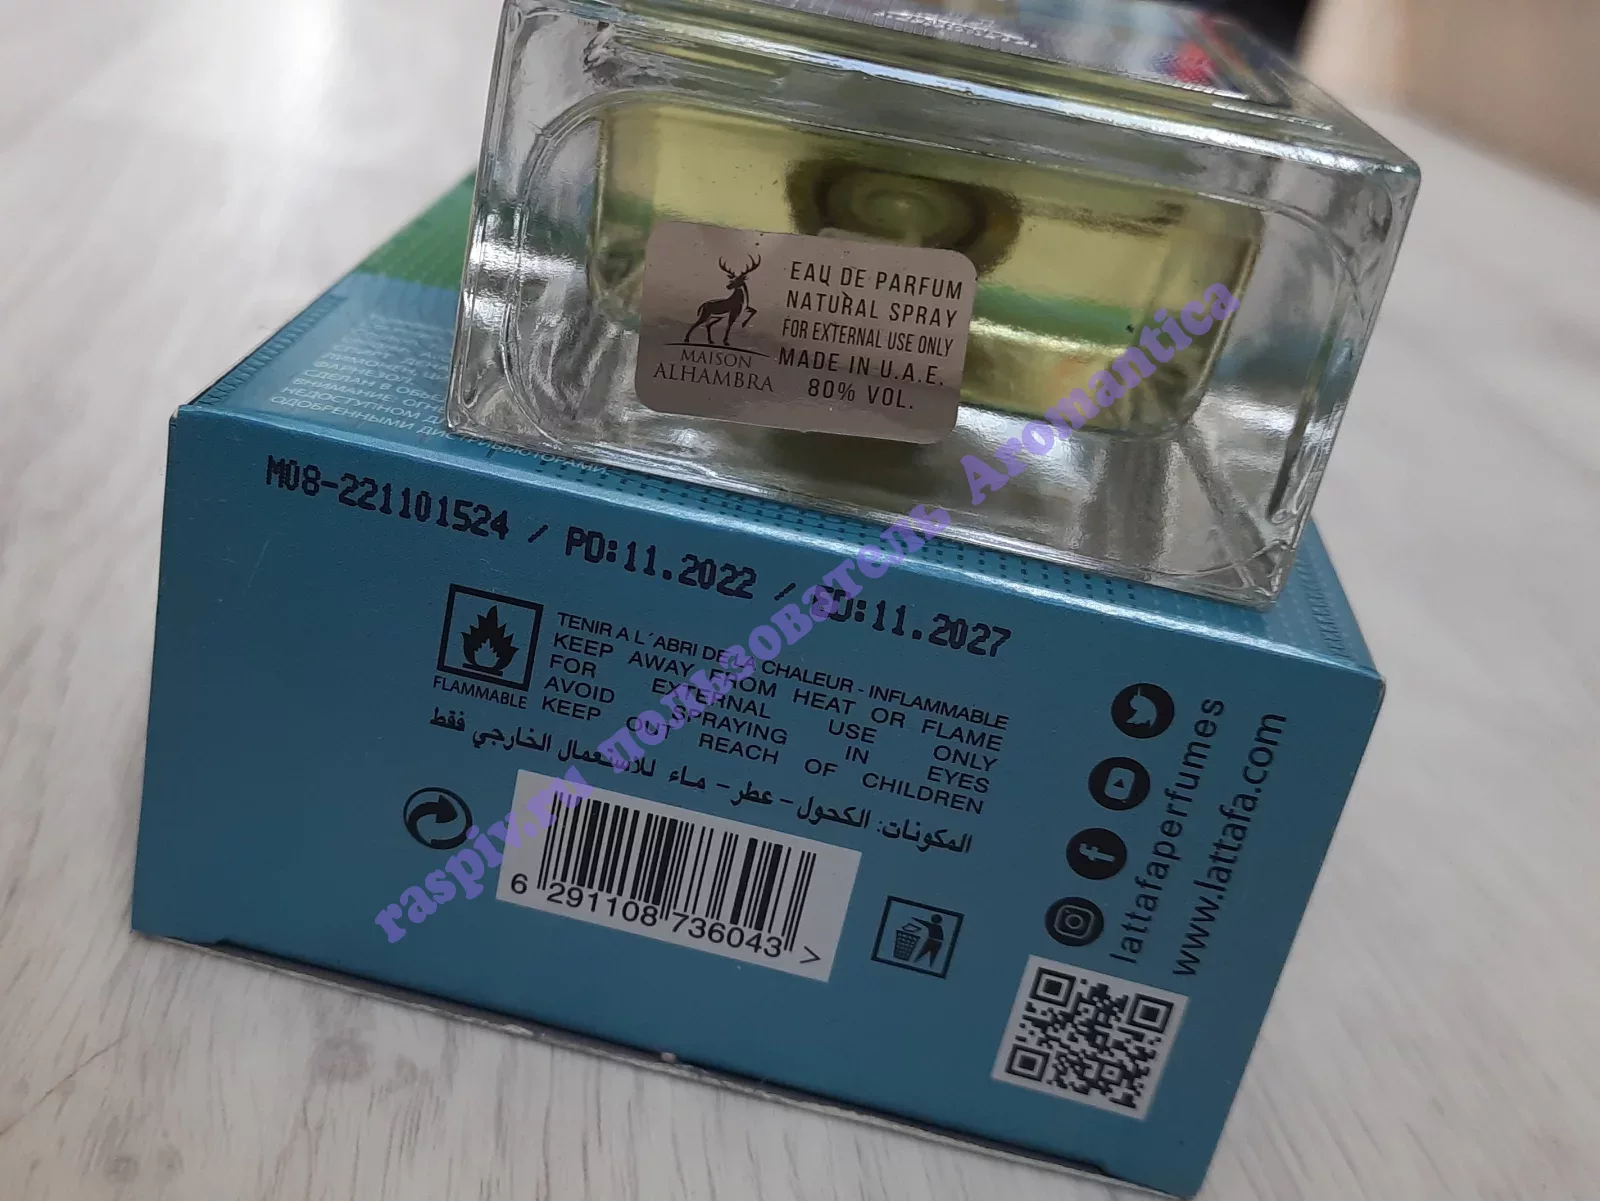 EAU DE PARFUM
NATURAL SPRAY
FOR EXTERNAL USE ONLY
MADE IN U.A.E.
80% VOL.
MAISON
ALHAMBRA
НЕДОСТУПНОМ
ОДОБРЕННЫМИ ДИСТРИБЬЮТОРАМИ
M08-221101524 / PD:11.2022 / ED:11.2027
TENIR A L´ABRI DE LA CHALEUR - INFLAMMABLE
KEEP AWAY FROM HEAT OR FLAME
FOR EXTERNAL USE ONLY
AVOID SPRAYING IN EYES
KEEP OUT REACH OF CHILDREN
FLAMMABLE
المكونات: الكحول - عطر - ماء للاستعمال الخارجي فقط
6 291108 736043 >
lattafaperfumes
www.lattafa.com
raspiv.ru пользователь Aromantica